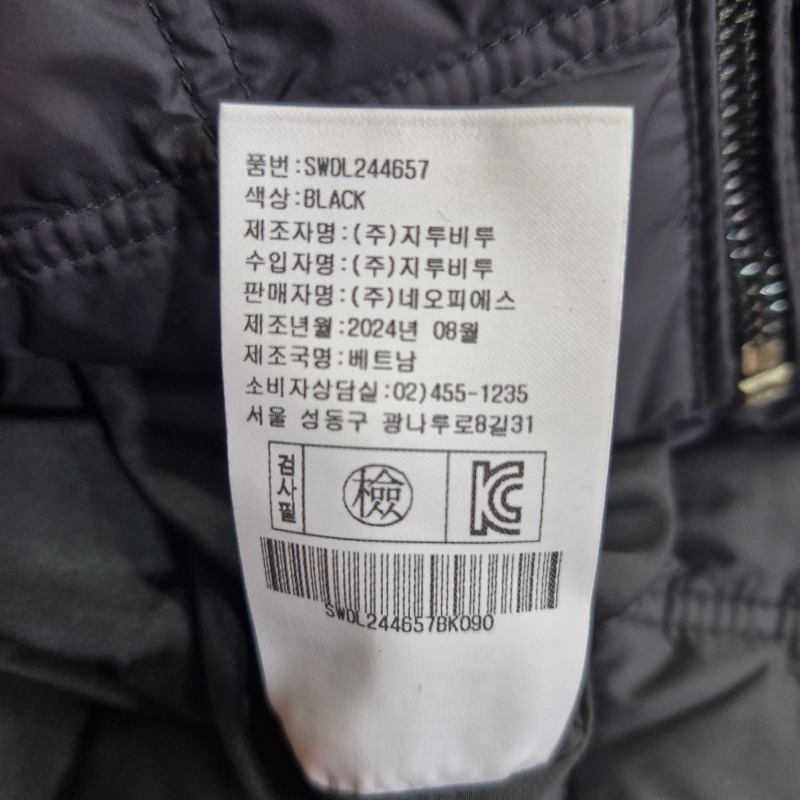 품번:SWDL244657
색상:BLACK
제조자명:(주)지투비투
수입자명:(주)지투비투
판매자명:(주)네오피에스
제조년월:2024년 08월
제조국명:베트남
소비자상담실:02)455-1235
서울 성동구 광나루로8길31
검사필 檢 KC
SWDL244657BK090